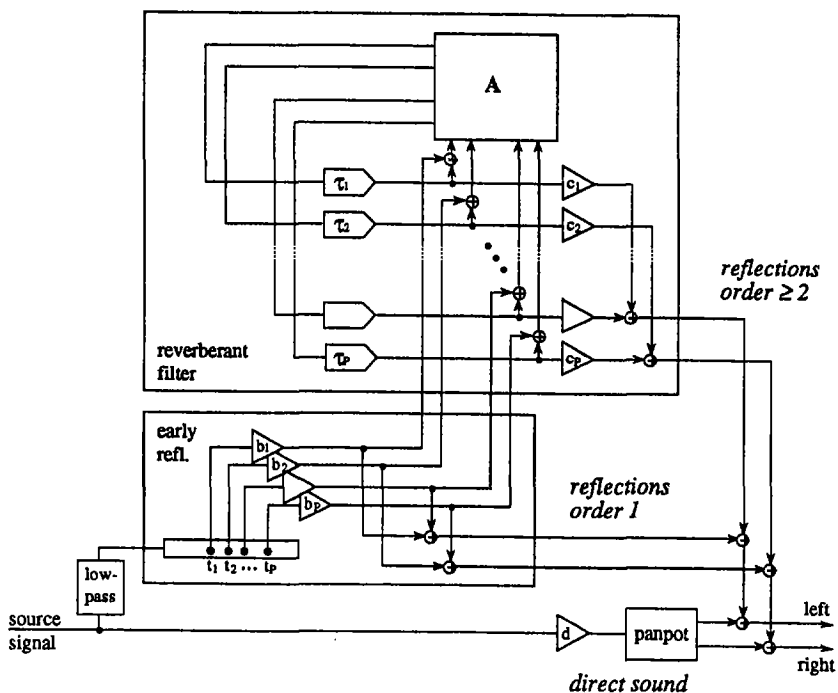 A
τ1
c1
τ2
c2
reflections
order ≥ 2
reverberant
filter
τP
cP
early
refl.
b1
b2
bP
reflections
order 1
t1 t2 ... tP
low-
pass
source
signal
d
panpot
left
right
direct sound